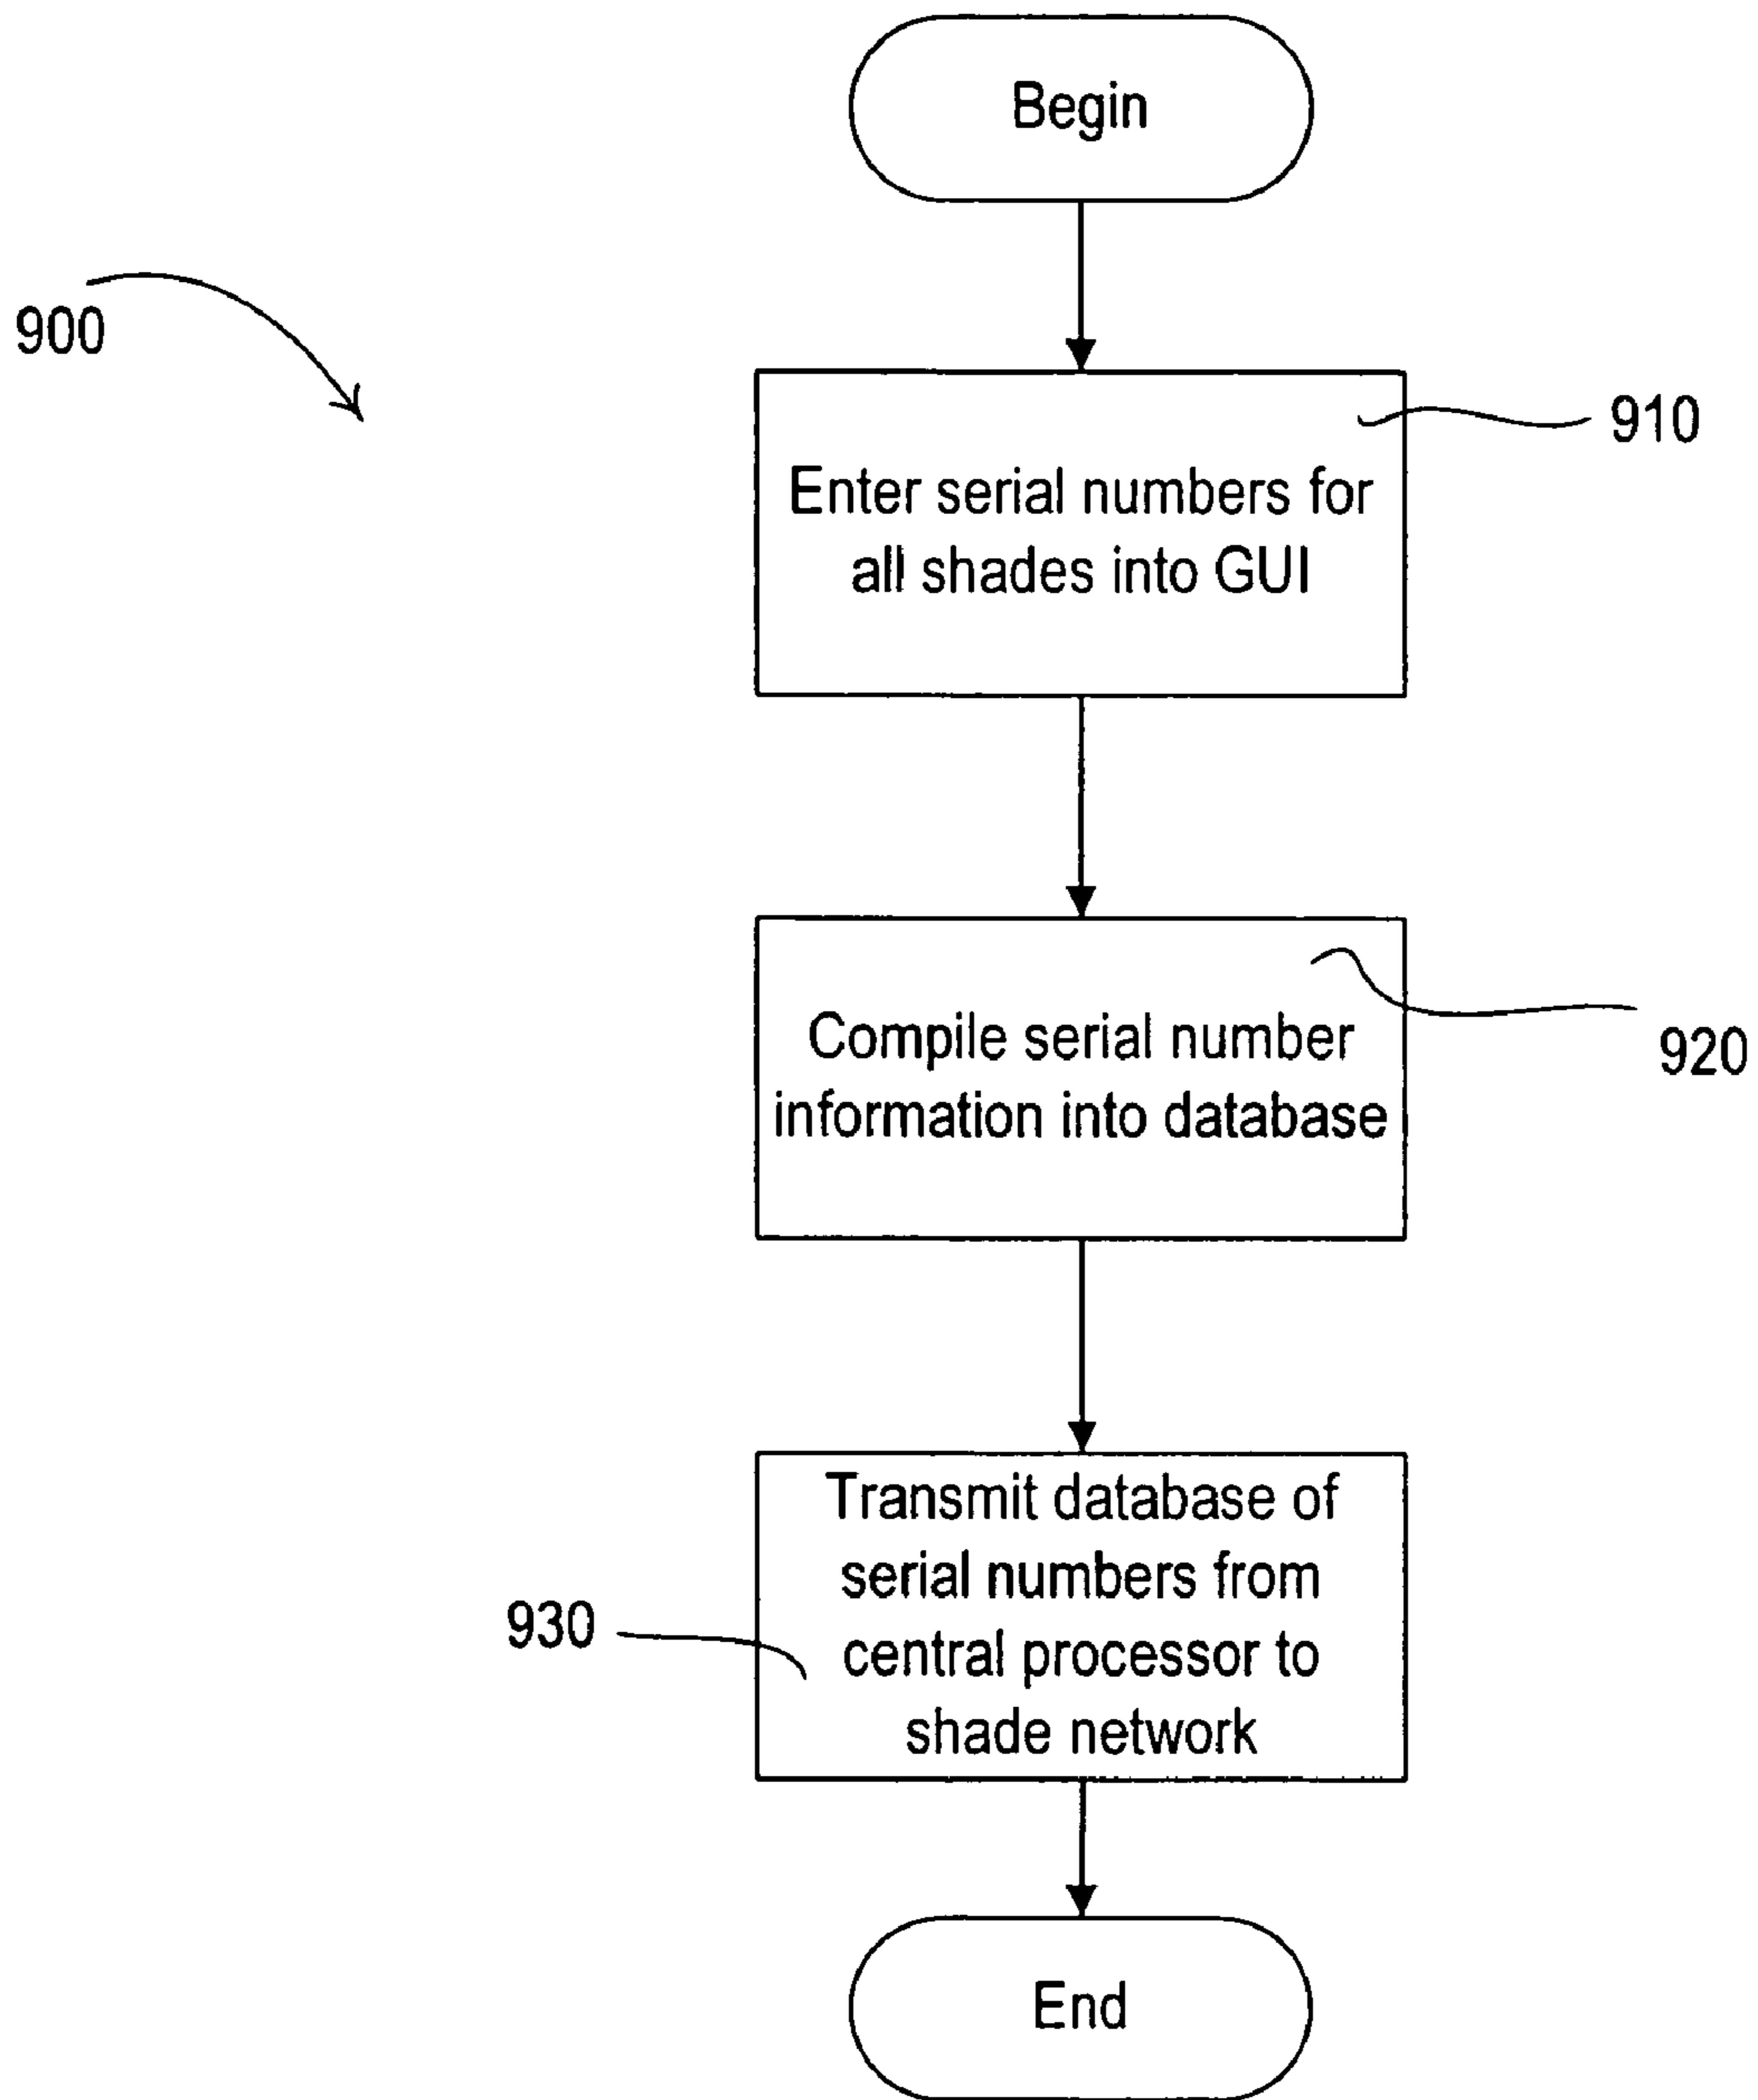 Begin
900
910
Enter serial numbers for
all shades into GUI
Compile serial number
information into database
920
Transmit database of
serial numbers from
central processor to
shade network
930
End